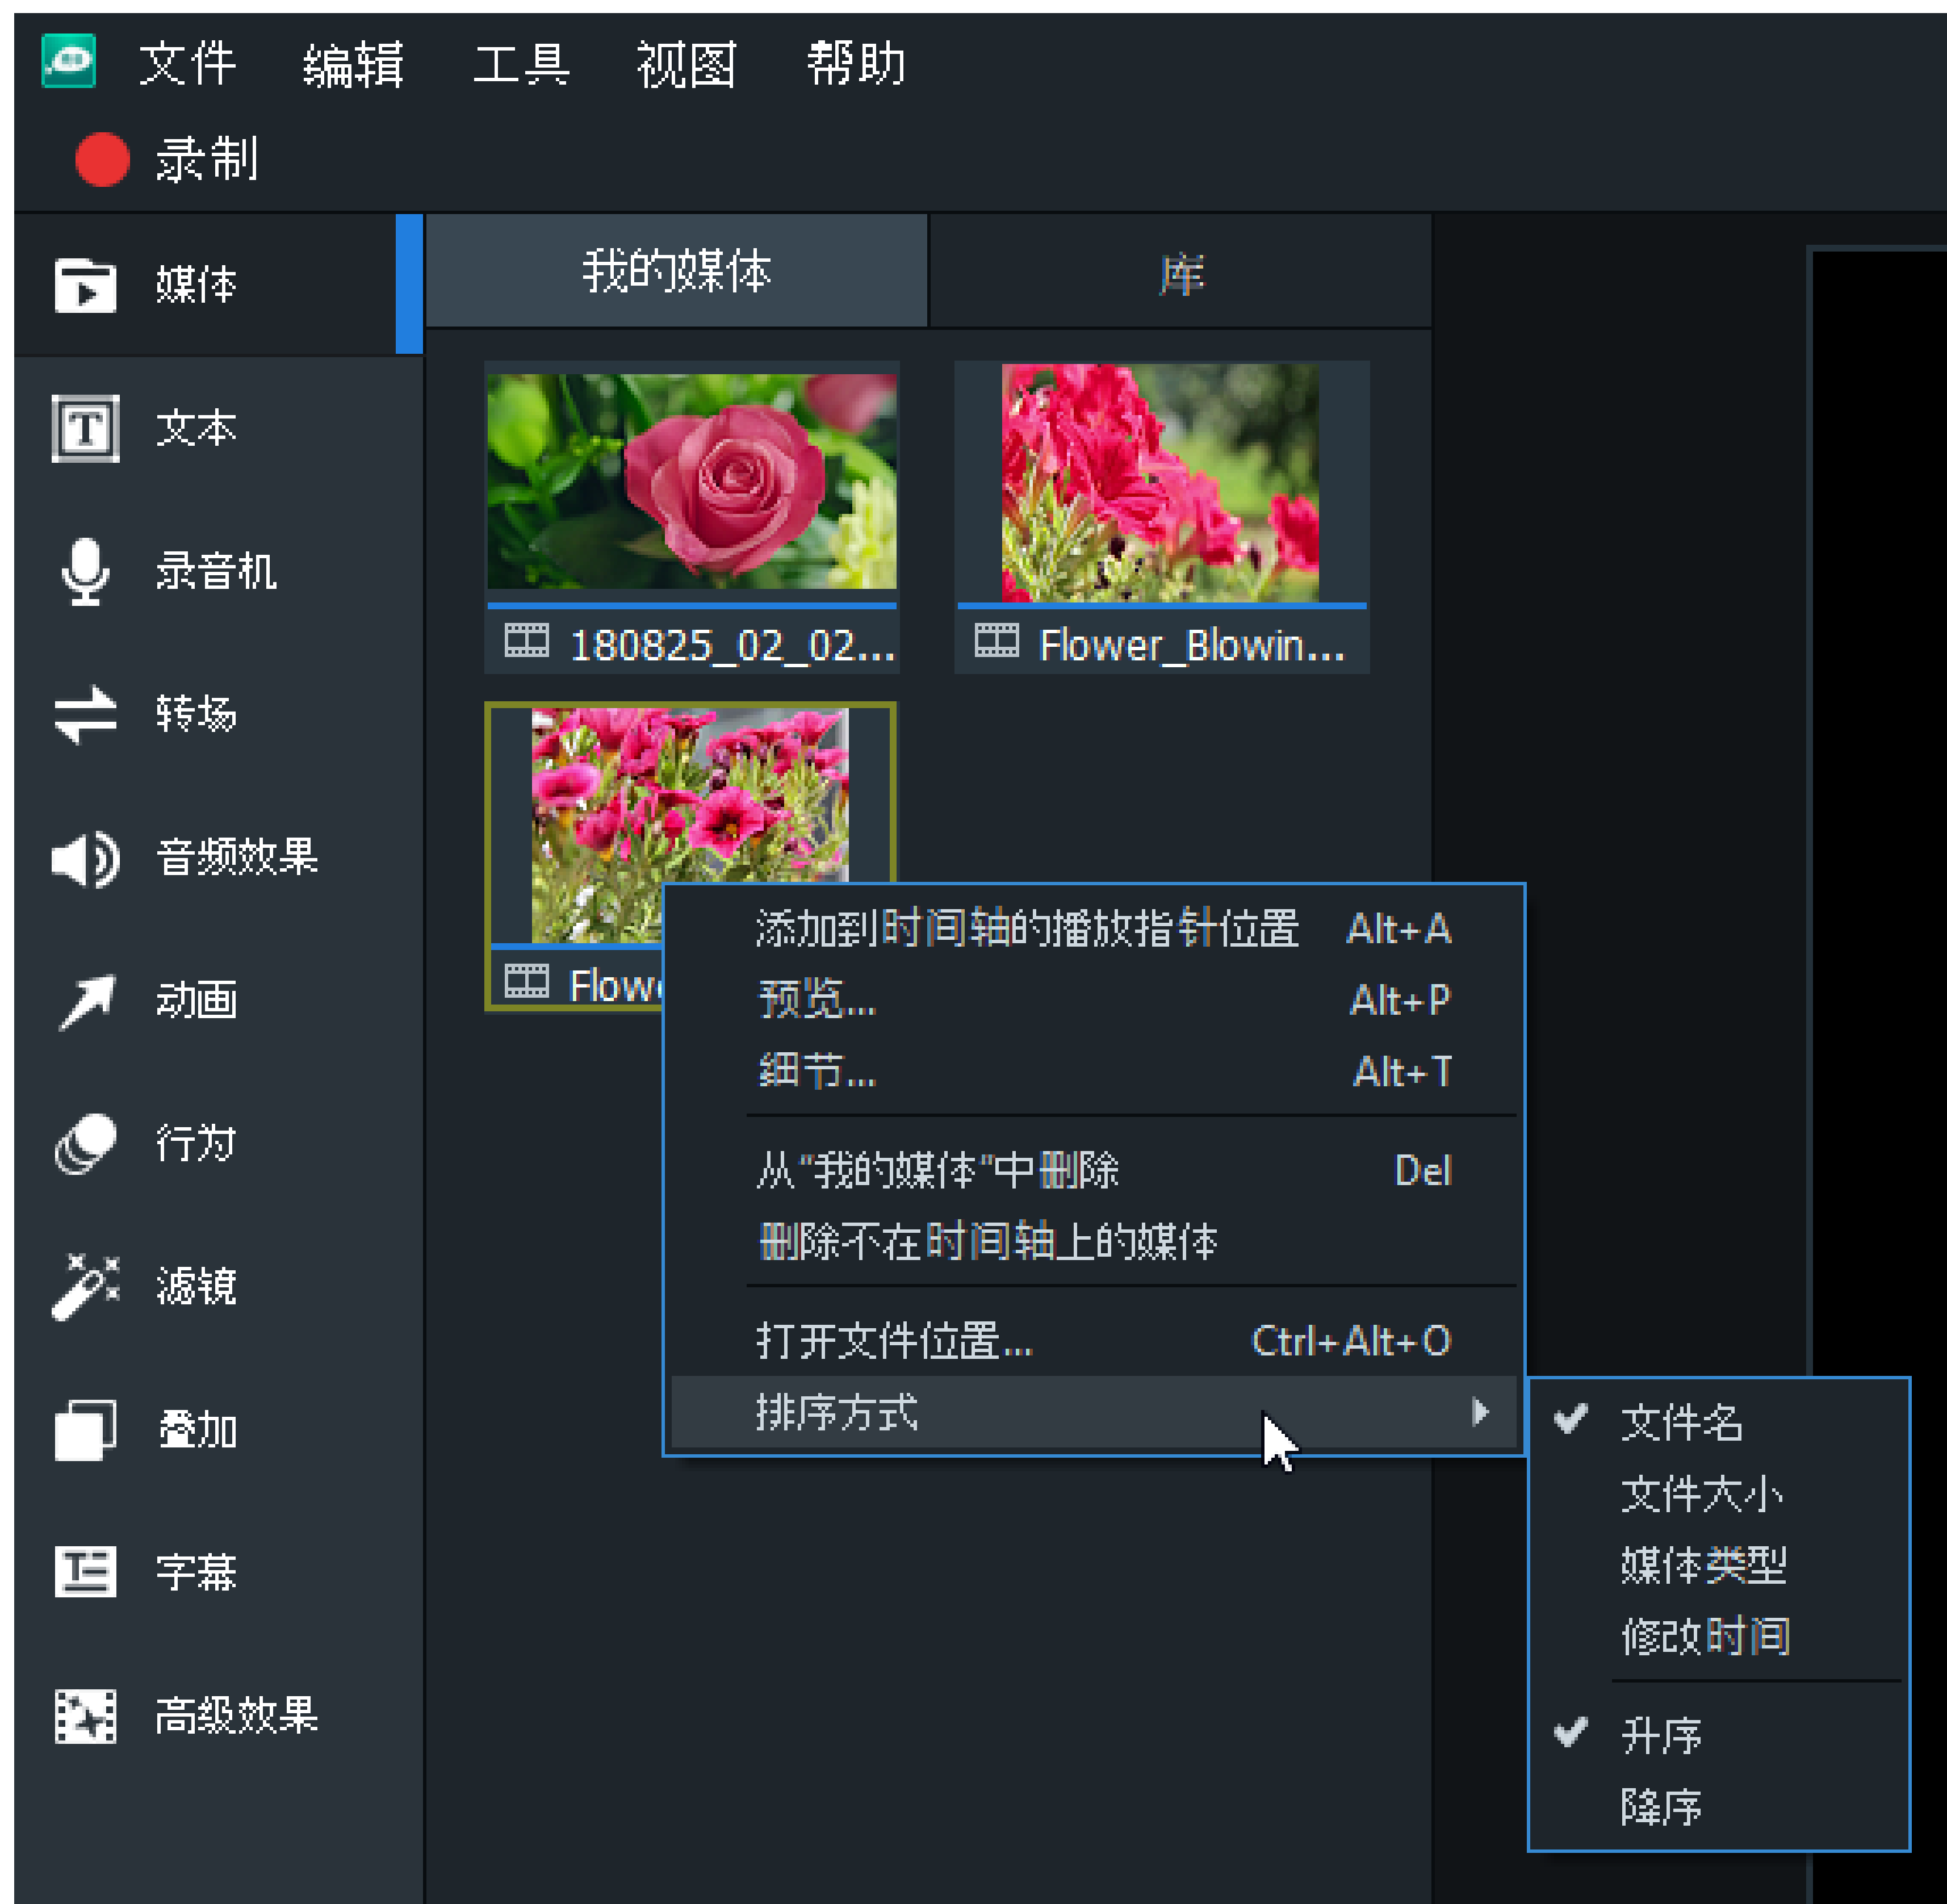 文件 编辑 工具 视图 帮助
录制
媒体
文本
录音机
转场
音频效果
动画
行为
滤镜
叠加
字幕
高级效果
我的媒体 库
180825_02_02... Flower_Blowin...
添加到时间轴的播放指针位置 Alt+A
预览... Alt+P
细节... Alt+T
从"我的媒体"中删除 Del
删除不在时间轴上的媒体
打开文件位置... Ctrl+Alt+O
排序方式
文件名
文件大小
媒体类型
修改时间
升序
降序